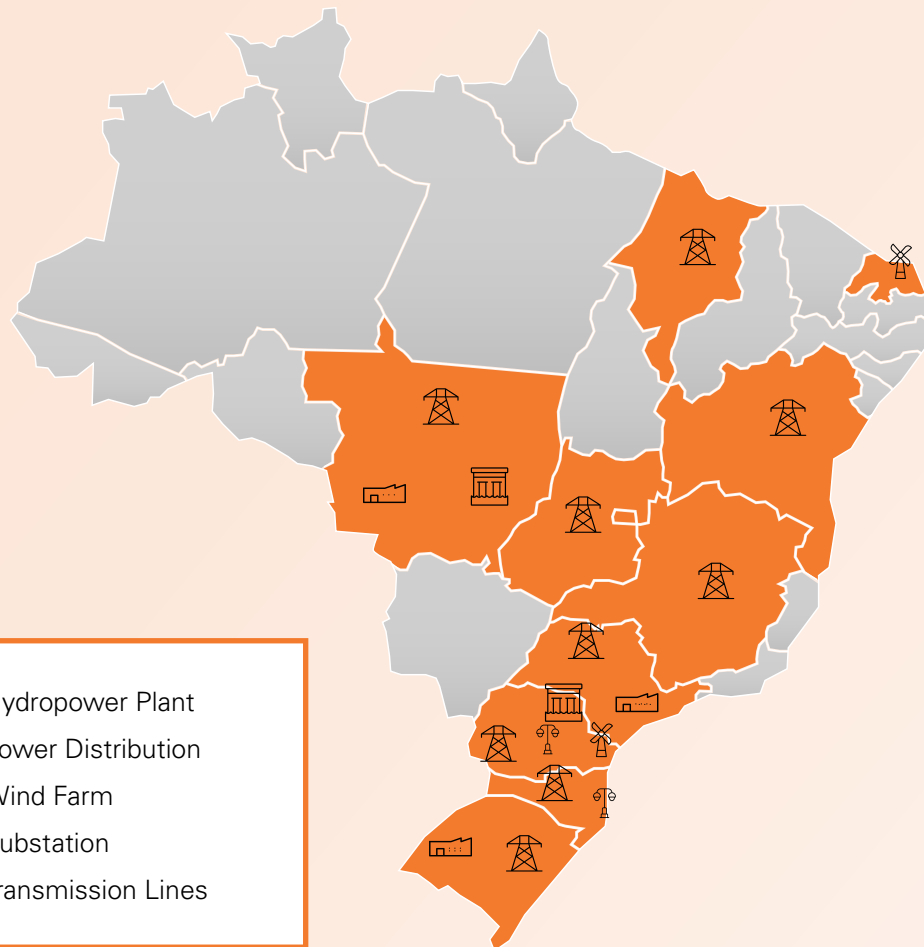 ydropower Plant
ower Distribution
Wind Farm
ubstation
ransmission Lines